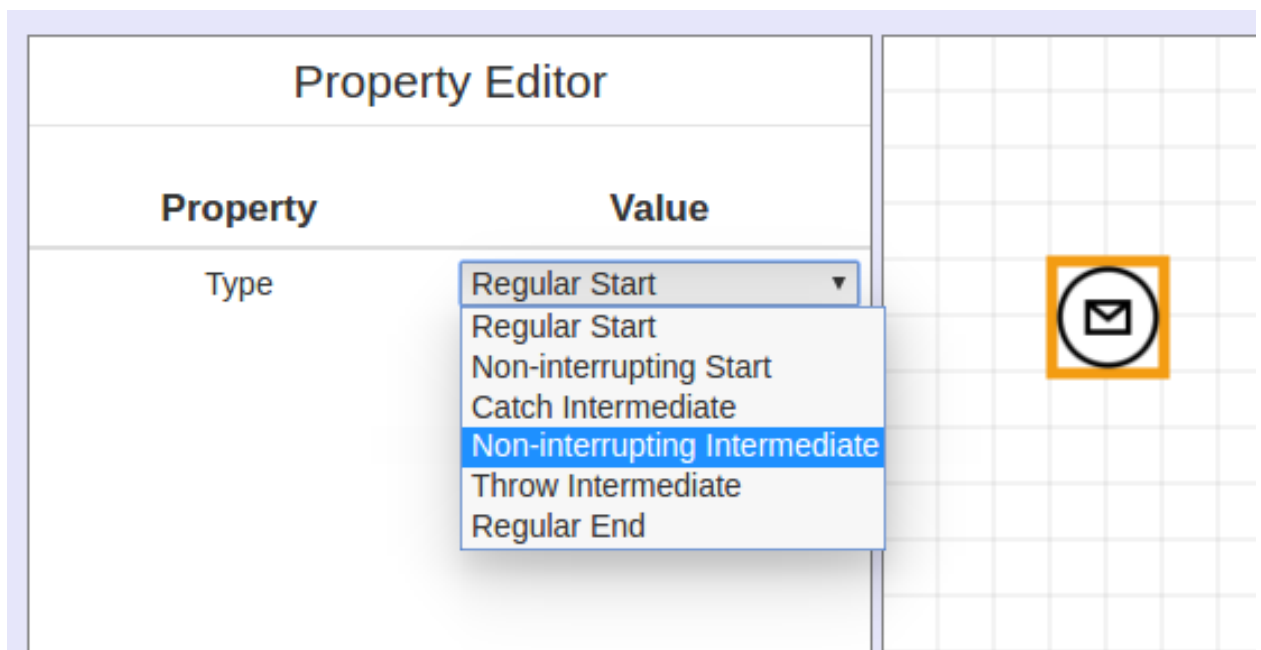 Property Editor
Property Value
Type Regular Start
Regular Start
Non-interrupting Start
Catch Intermediate
Non-interrupting Intermediate
Throw Intermediate
Regular End